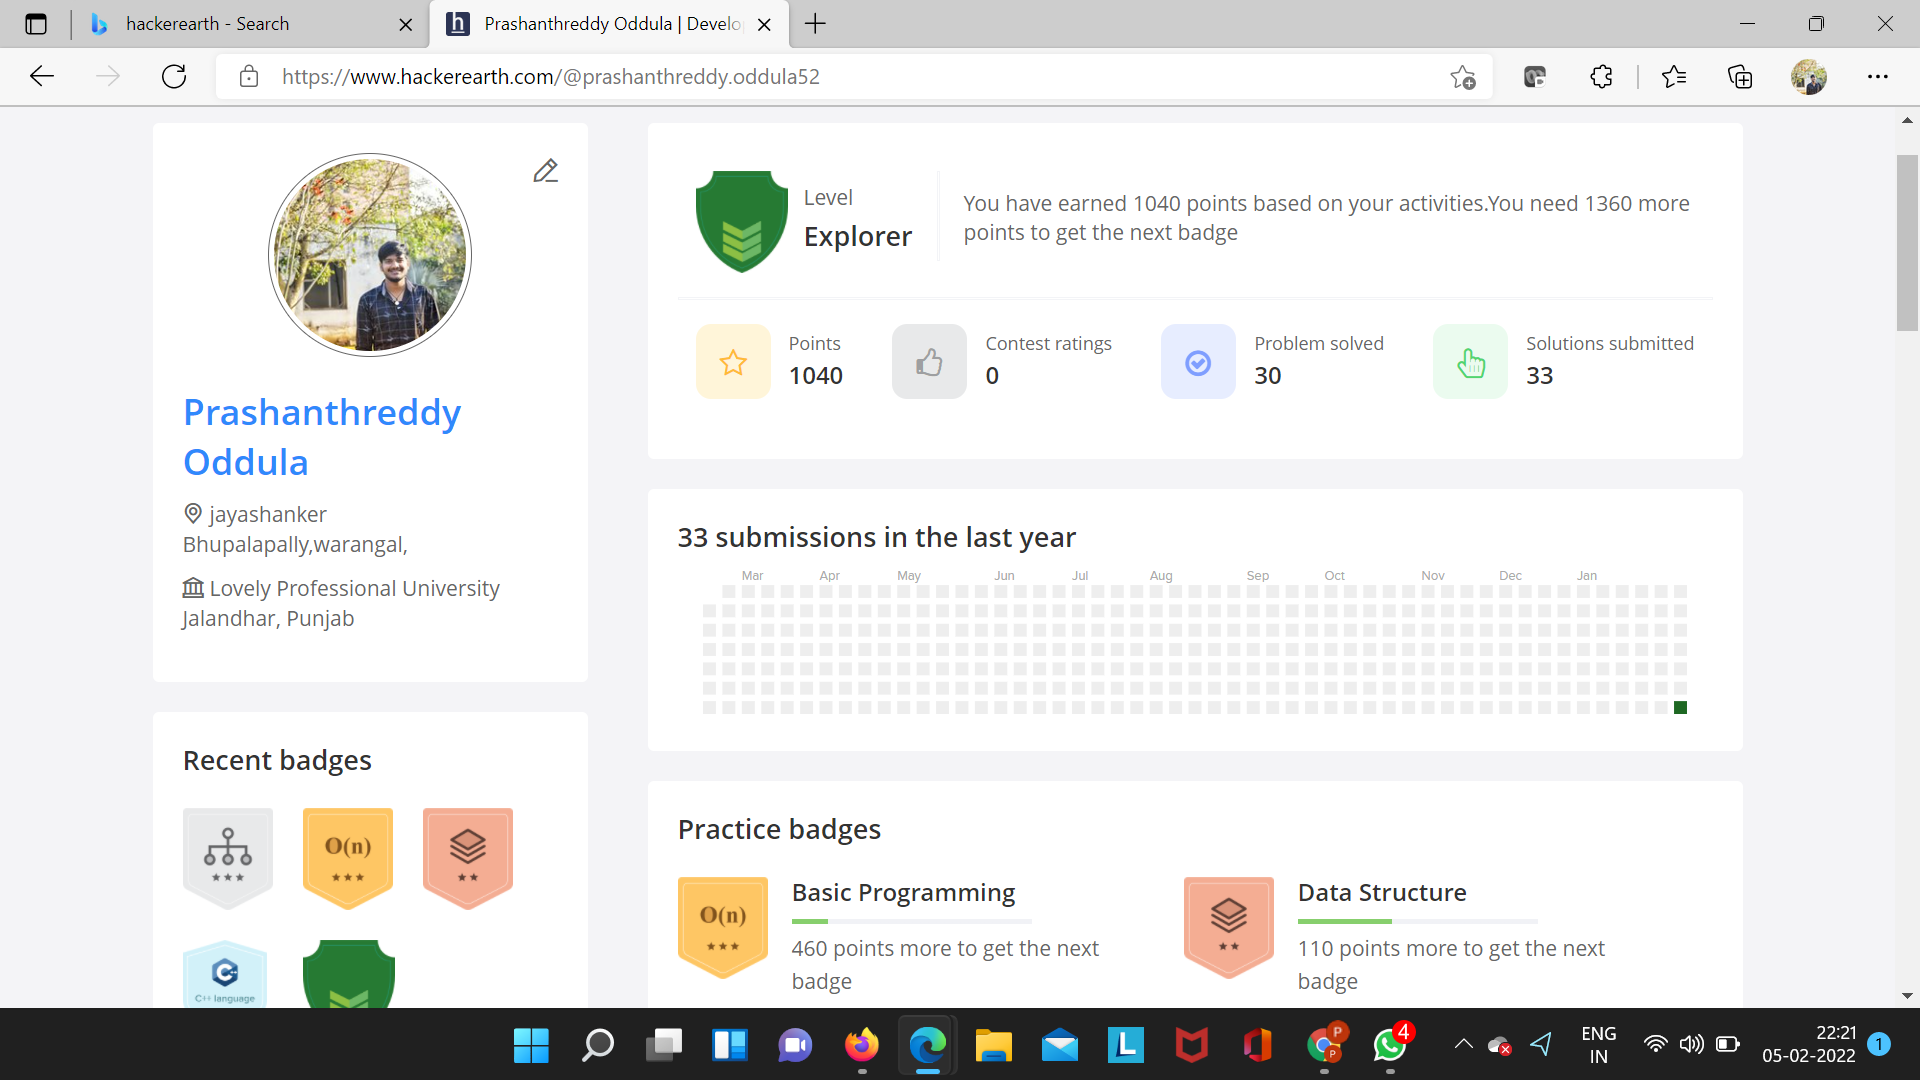 hackerearth - Search
Prashanthreddy Oddula | Develo
https://www.hackerearth.com/@prashanthreddy.oddula52
Prashanthreddy
Oddula
jayashanker
Bhupalapally,warangal,
Lovely Professional University
Jalandhar, Punjab
Recent badges
O(n)
C++ language
Level
Explorer
You have earned 1040 points based on your activities.You need 1360 more
points to get the next badge
Points
1040
Contest ratings
0
Problem solved
30
Solutions submitted
33
33 submissions in the last year
Mar Apr May Jun Jul Aug Sep Oct Nov Dec Jan
Practice badges
O(n)
Basic Programming
460 points more to get the next
badge
Data Structure
110 points more to get the next
badge
L
P
P
4
ENG
IN
22:21
05-02-2022
1